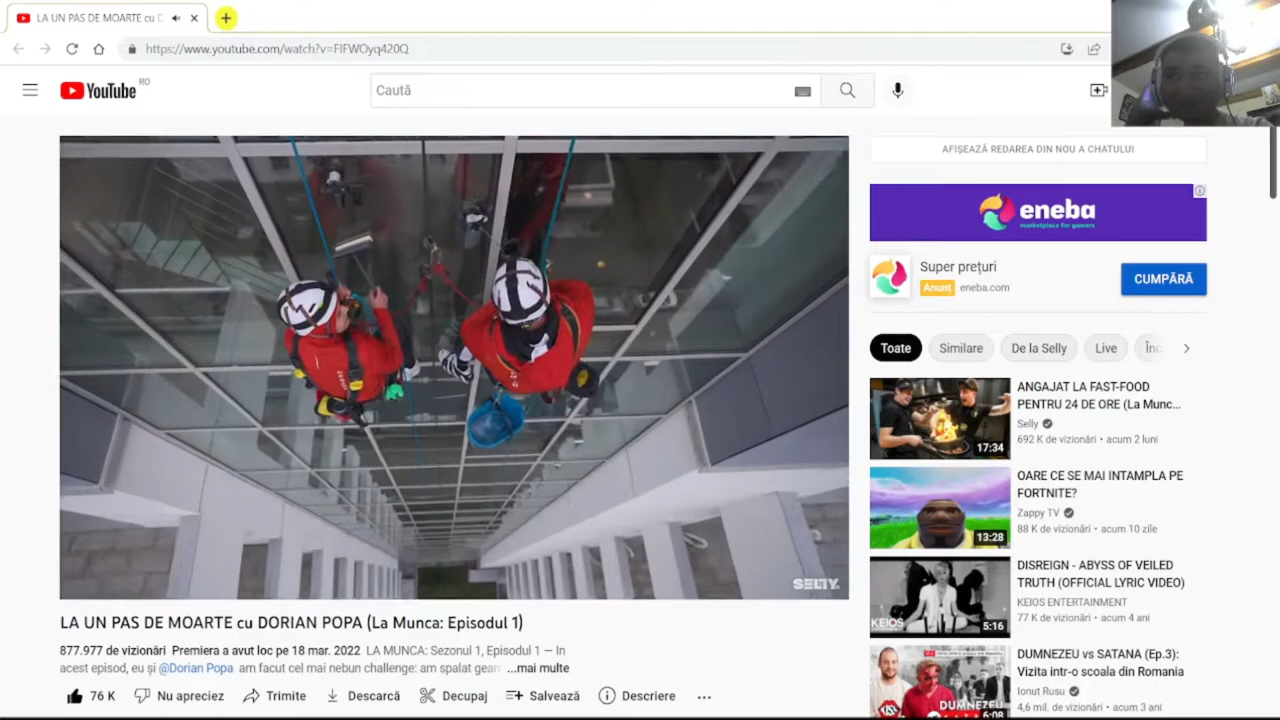 LA UN PAS DE MOARTE cu D
https://www.youtube.com/watch?v=FIFWOyq420Q
YouTube RO
Caută
AFIȘEAZĂ REDAREA DIN NOU A CHATULUI
eneba
marketplace for gamers
Super prețuri
Anunț eneba.com
CUMPĂRĂ
Toate Similare De la Selly Live Înc
ANGAJAT LA FAST-FOOD
PENTRU 24 DE ORE (La Munc...
Selly
692 K de vizionări • acum 2 luni
17:34
OARE CE SE MAI INTAMPLA PE
FORTNITE?
Zappy TV
88 K de vizionări • acum 10 zile
13:28
DISREIGN - ABYSS OF VEILED
TRUTH (OFFICIAL LYRIC VIDEO)
KEIOS ENTERTAINMENT
77 K de vizionări • acum 4 ani
KEIOS
5:16
DUMNEZEU vs SATANA (Ep.3):
Vizita intr-o scoala din Romania
Ionut Rusu
4,6 mil. de vizionări • acum 3 ani
DUMNEZEU
6:08
SELTY.
LA UN PAS DE MOARTE cu DORIAN POPA (La Munca: Episodul 1)
877.977 de vizionări Premiera a avut loc pe 18 mar. 2022 LA MUNCA: Sezonul 1, Episodul 1 — In
acest episod, eu și @Dorian Popa am facut cel mai nebun challenge: am spalat geam ...mai multe
76 K Nu apreciez Trimite Descarcă Decupaj Salvează Descriere